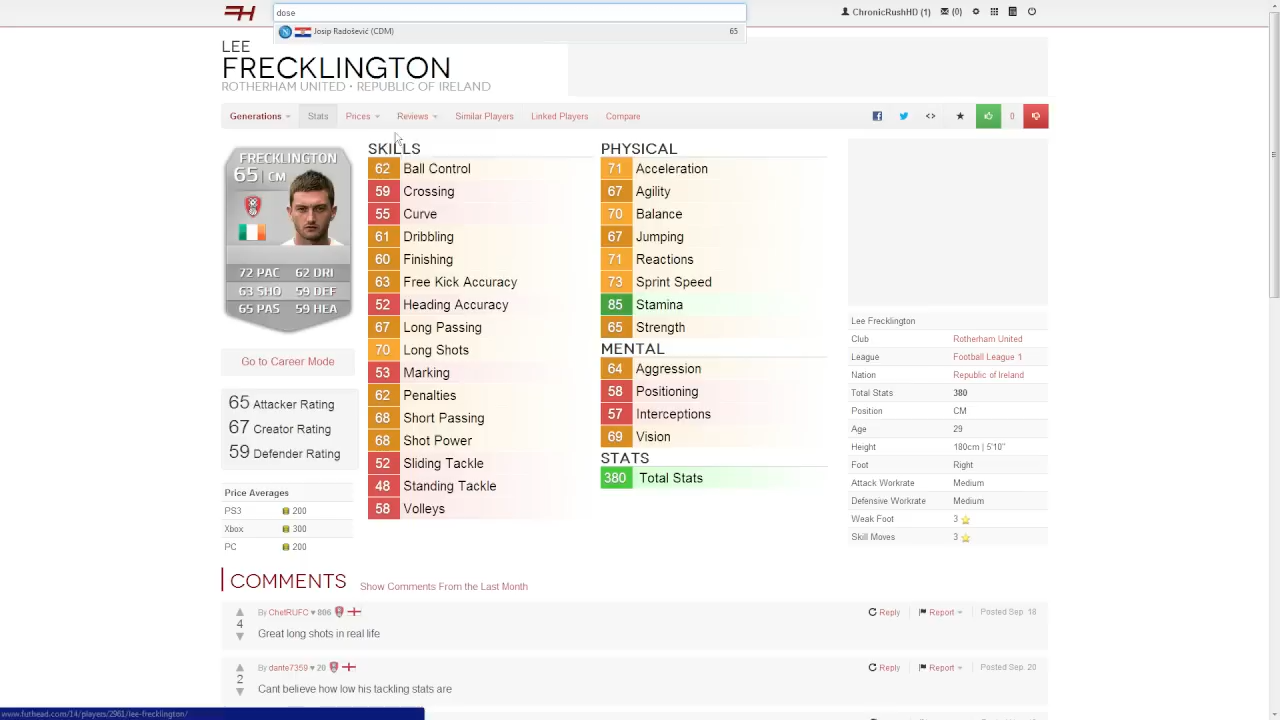 dose
ChronicRushHD (1)
(0)
Josip Radošević (CDM) 65
LEE
FRECKLINGTON
ROTHERHAM UNITED • REPUBLIC OF IRELAND
Generations Stats Prices Reviews Similar Players Linked Players Compare
0
FRECKLINGTON
65 CM
72 PAC 62 DRI
63 SHO 59 DEF
65 PAS 59 HEA
Go to Career Mode
65 Attacker Rating
67 Creator Rating
59 Defender Rating
Price Averages
PS3 200
Xbox 300
PC 200
SKILLS
62 Ball Control
59 Crossing
55 Curve
61 Dribbling
60 Finishing
63 Free Kick Accuracy
52 Heading Accuracy
67 Long Passing
70 Long Shots
53 Marking
62 Penalties
68 Short Passing
68 Shot Power
52 Sliding Tackle
48 Standing Tackle
58 Volleys
PHYSICAL
71 Acceleration
67 Agility
70 Balance
67 Jumping
71 Reactions
73 Sprint Speed
85 Stamina
65 Strength
MENTAL
64 Aggression
58 Positioning
57 Interceptions
69 Vision
STATS
380 Total Stats
Lee Frecklington
Club Rotherham United
League Football League 1
Nation Republic of Ireland
Total Stats 380
Position CM
Age 29
Height 180cm | 5'10"
Foot Right
Attack Workrate Medium
Defensive Workrate Medium
Weak Foot 3
Skill Moves 3
COMMENTS Show Comments From the Last Month
4
By ChetRUFC ♥ 806
Reply Report Posted Sep. 18
Great long shots in real life
2
By dante7359 ♥ 20
Reply Report Posted Sep. 20
Cant believe how low his tackling stats are
www.futhead.com/14/players/2961/lee-frecklington/